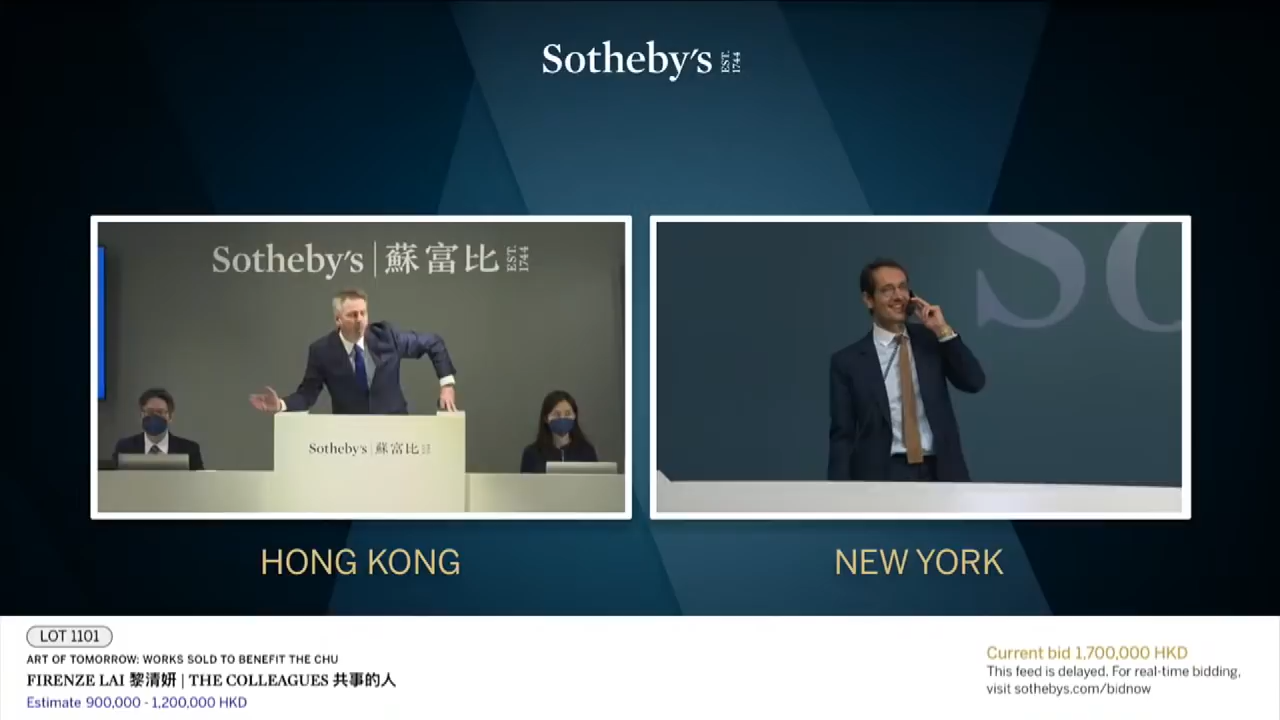 Sotheby's EST. 1744
Sotheby's | 蘇富比 EST. 1744
Sotheby's | 蘇富比
SO
HONG KONG
NEW YORK
LOT 1101
ART OF TOMORROW: WORKS SOLD TO BENEFIT THE CHU
FIRENZE LAI 黎清妍 | THE COLLEAGUES 共事的人
Estimate 900,000 - 1,200,000 HKD
Current bid 1,700,000 HKD
This feed is delayed. For real-time bidding,
visit sothebys.com/bidnow